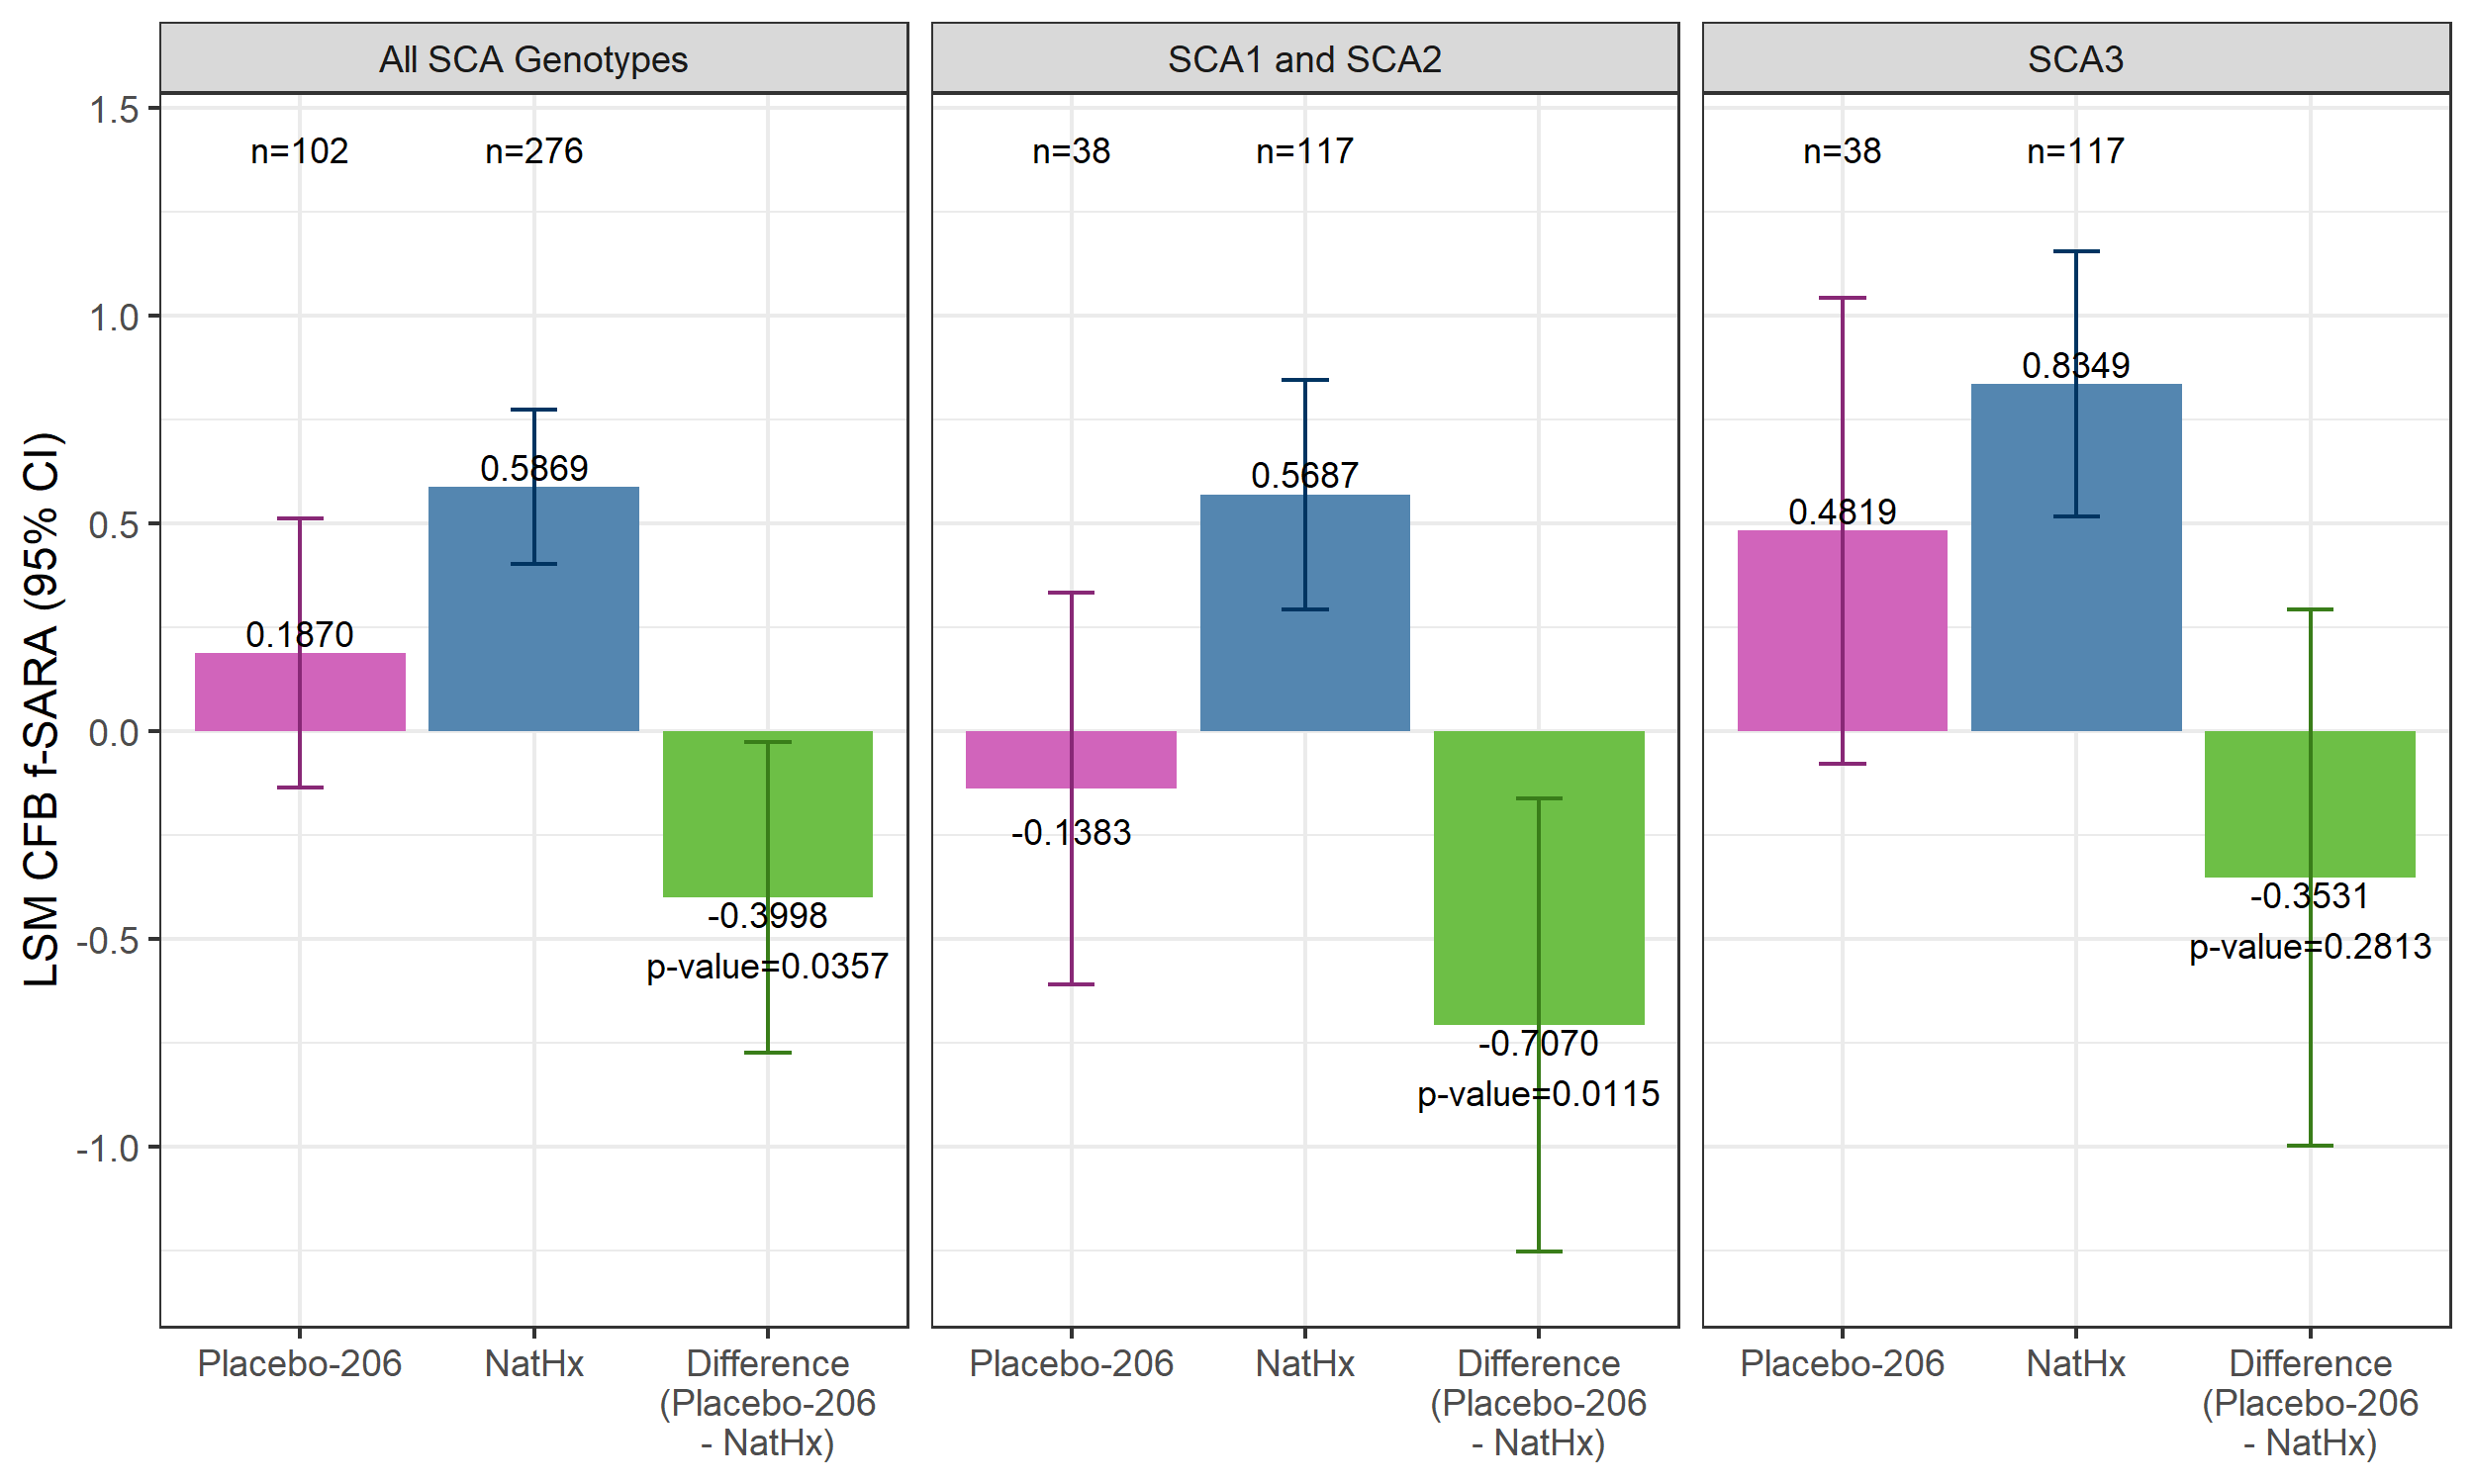 All SCA Genotypes
SCA1 and SCA2
SCA3
LSM CFB f-SARA (95% CI)
1.5
1.0
0.5
0.0
-0.5
-1.0
n=102
n=276
0.1870
0.5869
-0.3998
p-value=0.0357
n=38
n=117
-0.1383
0.5687
-0.7070
p-value=0.0115
n=38
n=117
0.4819
0.8349
-0.3531
p-value=0.2813
Placebo-206
NatHx
Difference
(Placebo-206
- NatHx)
Placebo-206
NatHx
Difference
(Placebo-206
- NatHx)
Placebo-206
NatHx
Difference
(Placebo-206
- NatHx)